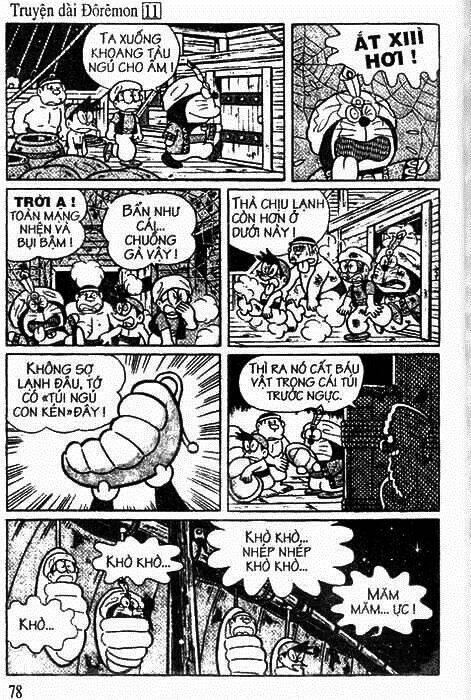 Truyện dài Đôrêmon 11
TA XUỐNG
KHOANG TÀU
NGỦ CHO ẤM !
ẮT XIIÌ
HƠI !
TRỜI Ạ !
TOÀN MẠNG
NHỆN VÀ
BỤI BẶM !
BẨN NHƯ
CÁI...
CHUỒNG
GÀ VẬY !
THÀ CHỊU LẠNH
CÒN HƠN Ở
DƯỚI NÀY !
KHÔNG SỢ
LẠNH ĐÂU, TỚ
CÓ «TÚI NGỦ
CON KÉN» ĐÂY !
THÌ RA NÓ CẤT BÁU
VẬT TRONG CÁI TÚI
TRƯỚC NGỰC.
KHÒ...
KHÒ KHÒ...
KHÒ KHÒ...
NHÉP NHÉP
KHÒ KHÒ...
MĂM
MĂM... ỰC !
78